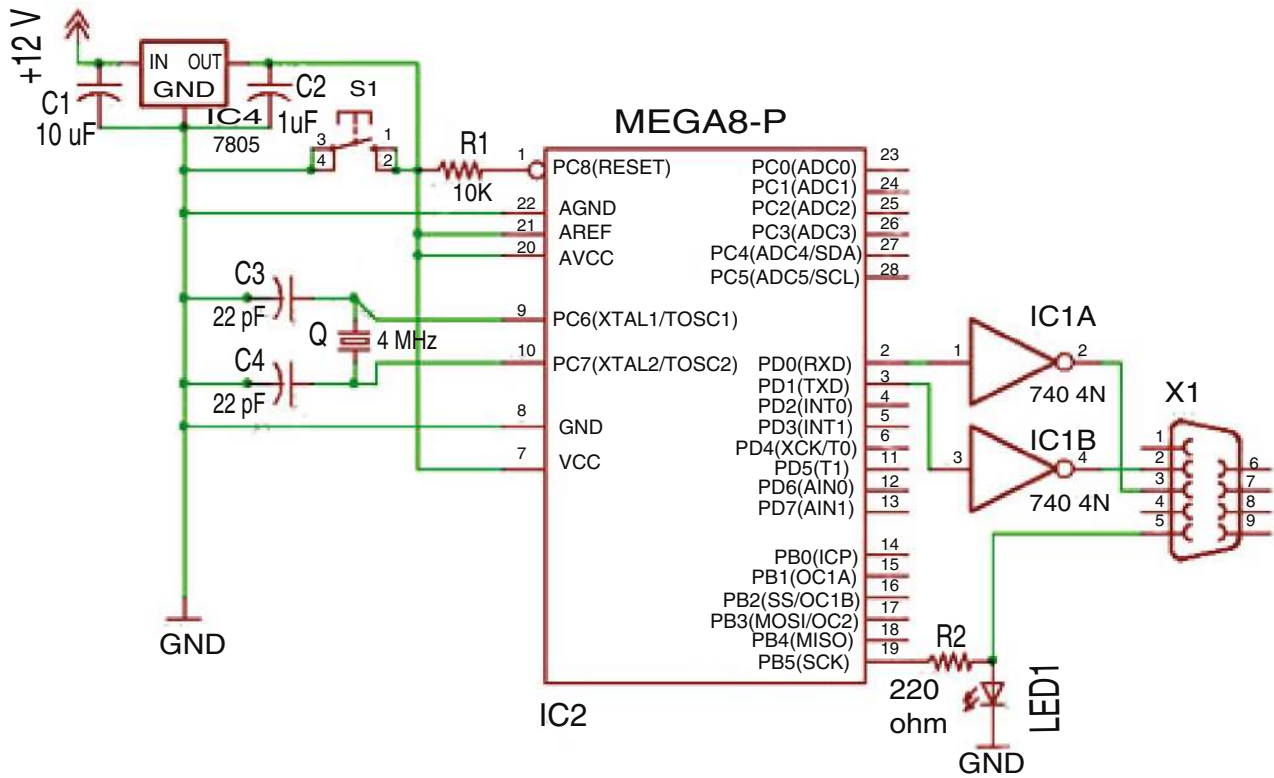 +12 V
IN OUT
GND
C1
10 uF
IC4
7805
C2
1uF
S1
3
4
1
2
R1
10K
MEGA8-P
1
PC8(RESET)
22
AGND
21
AREF
20
AVCC
C3
22 pF
Q
4 MHz
C4
22 pF
9
PC6(XTAL1/TOSC1)
10
PC7(XTAL2/TOSC2)
8
GND
7
VCC
GND
PC0(ADC0)
23
PC1(ADC1)
24
PC2(ADC2)
25
PC3(ADC3)
26
PC4(ADC4/SDA)
27
PC5(ADC5/SCL)
28
PD0(RXD)
2
PD1(TXD)
3
PD2(INT0)
4
PD3(INT1)
5
PD4(XCK/T0)
6
PD5(T1)
11
PD6(AIN0)
12
PD7(AIN1)
13
PB0(ICP)
14
PB1(OC1A)
15
PB2(SS/OC1B)
16
PB3(MOSI/OC2)
17
PB4(MISO)
18
PB5(SCK)
19
IC2
IC1A
1
2
740 4N
IC1B
3
4
740 4N
X1
1
2
3
4
5
6
7
8
9
R2
220
ohm
LED1
GND